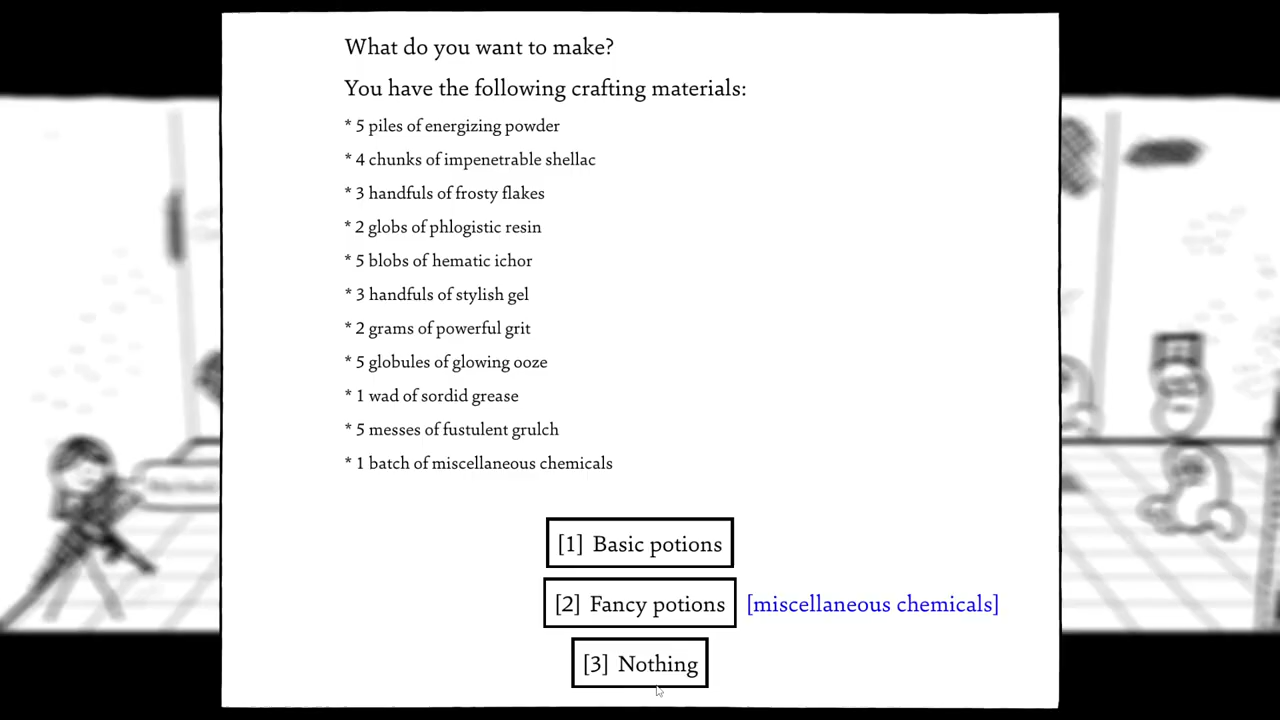 What do you want to make?
You have the following crafting materials:
* 5 piles of energizing powder
* 4 chunks of impenetrable shellac
* 3 handfuls of frosty flakes
* 2 globs of phlogistic resin
* 5 blobs of hematic ichor
* 3 handfuls of stylish gel
* 2 grams of powerful grit
* 5 globules of glowing ooze
* 1 wad of sordid grease
* 5 messes of fustulent grulch
* 1 batch of miscellaneous chemicals
[1] Basic potions
[2] Fancy potions [miscellaneous chemicals]
[3] Nothing